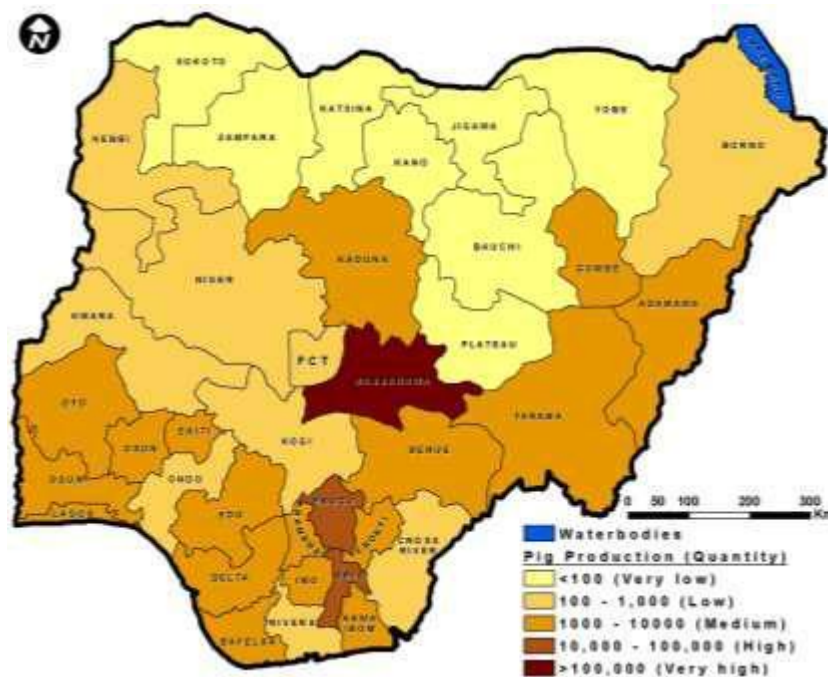 N
SOKOTO
KATSINA
YOBE
JIGAWA
KEBBI
ZAMFARA
KANO
BORNO
BAUCHI
KADUNA
GOMBE
NIGER
ADAMAWA
KWARA
PLATEAU
FCT
OYO
TARABA
EKITI
OSUN
KOGI
BENUE
OGUN
ONDO
LAGOS
EDO
CROSS
RIVER
DELTA
IMO
RIVERS
AKWA
IBOM
BAYELSA
0 50 100 200 300
Km
Waterbodies
Pig Production (Quantity)
<100 (Very low)
100 - 1,000 (Low)
1000 - 10000 (Medium)
10,000 - 100,000 (High)
>100,000 (Very high)